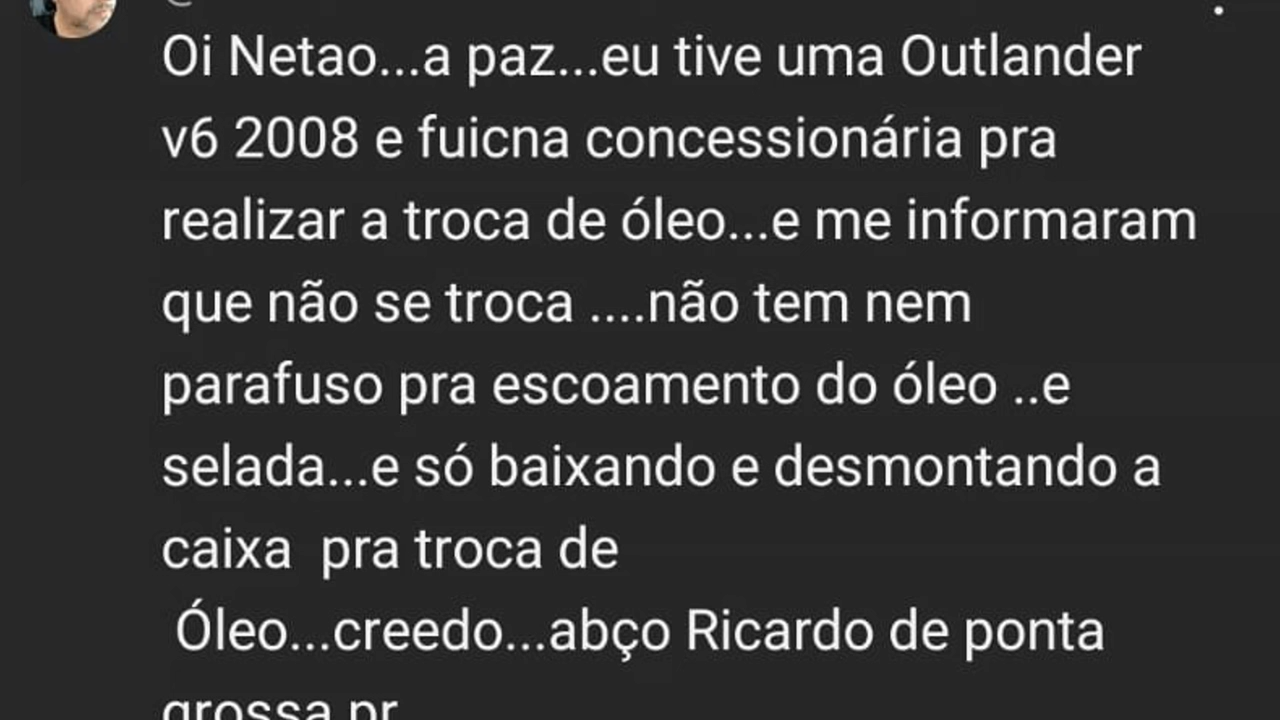 Oi Netao...a paz...eu tive uma Outlander
v6 2008 e fuicna concessionária pra
realizar a troca de óleo...e me informaram
que não se troca ....não tem nem
parafuso pra escoamento do óleo ..e
selada...e só baixando e desmontando a
caixa  pra troca de
Óleo...creedo...abço Ricardo de ponta
grossa pr